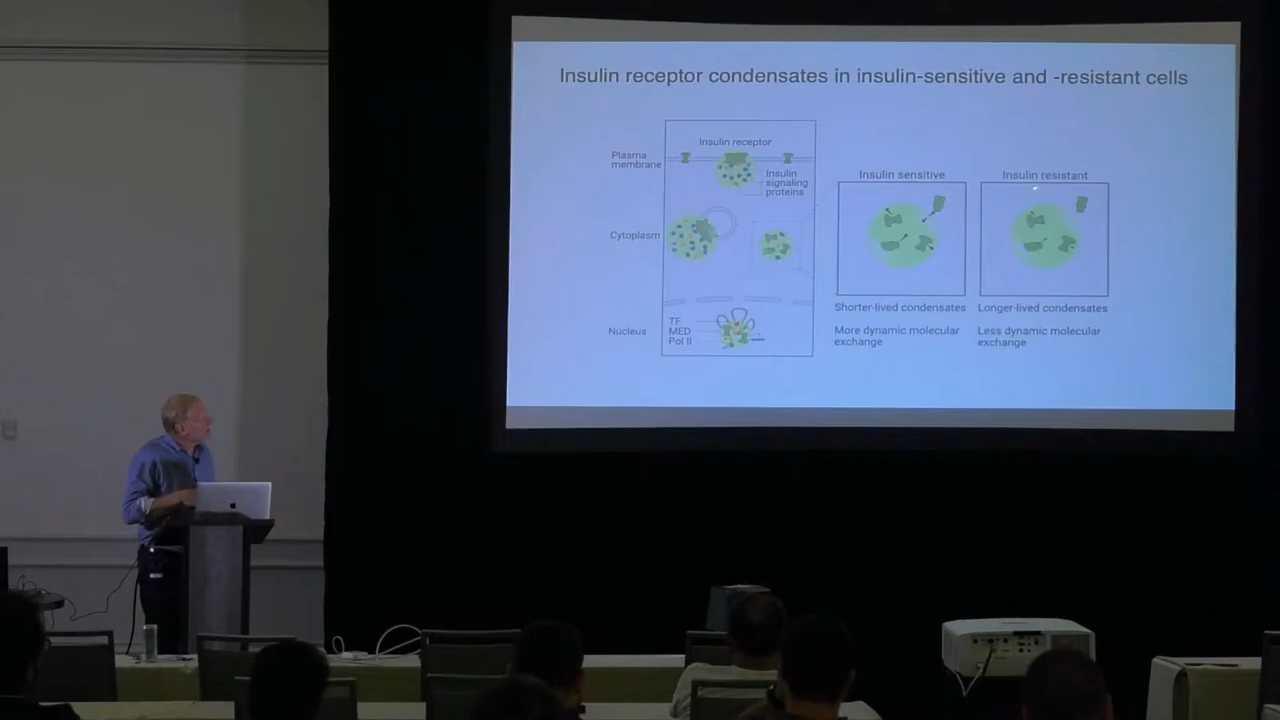 Insulin receptor condensates in insulin-sensitive and -resistant cells
Insulin receptor
Plasma
membrane
Insulin
signaling
proteins
Cytoplasm
Nucleus
TF
MED
Pol II
Insulin sensitive
Shorter-lived condensates
More dynamic molecular
exchange
Insulin resistant
Longer-lived condensates
Less dynamic molecular
exchange